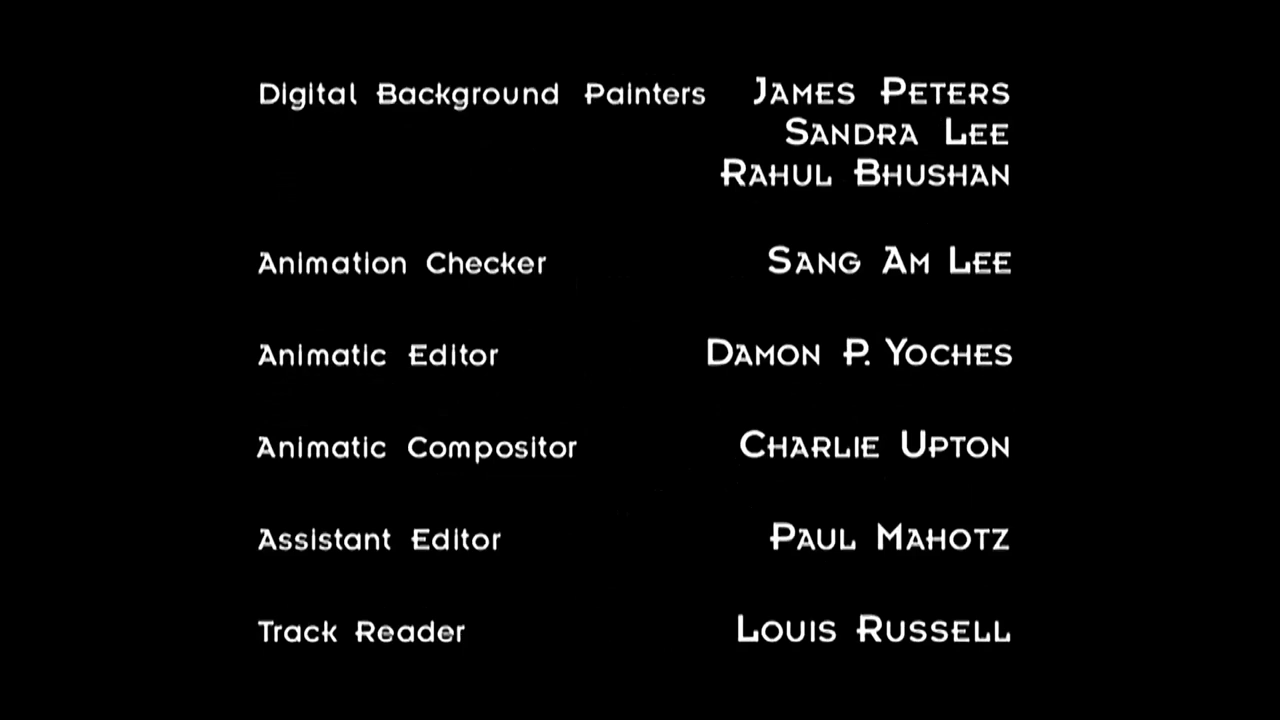 Digital Background Painters JAMES PETERS
SANDRA LEE
RAHUL BHUSHAN
Animation Checker SANG AM LEE
Animatic Editor DAMON P. YOCHES
Animatic Compositor CHARLIE UPTON
Assistant Editor PAUL MAHOTZ
Track Reader LOUIS RUSSELL